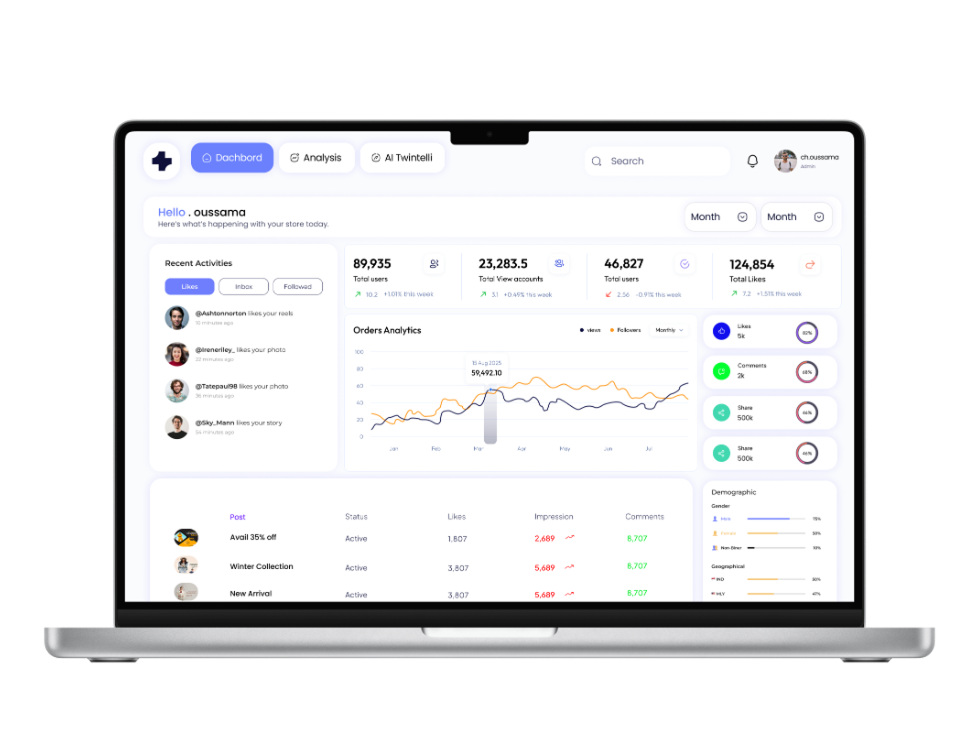 Dachbord
Analysis
AI Twintelli
Search
ch.oussama
Admin
Hello . oussama
Here's what's happening with your store today.
Month
Month
Recent Activities
Likes
Inbox
Followed
@Ashtonnorton likes your reels
10 minutes ago
@Ireneriley_ likes your photo
22 minutes ago
@Tatepaul98 likes your photo
36 minutes ago
@Sky_Mann likes your story
54 minutes ago
89,935
Total users
10.2 +1.01% this week
23,283.5
Total View accounts
3.1 +0.49% this week
46,827
Total users
2.56 -0.91% this week
124,854
Total Likes
7.2 +1.51% this week
Orders Analytics
views
Followers
Monthly
100
80
60
40
20
0
15 Aug 2025
59,492.10
Jan
Feb
Mar
Apr
May
Jun
Jul
Likes
5k
Comments
2k
Share
500k
46%
Share
500k
46%
Post Status Likes Impression Comments
Avail 35% off Active 1,807 2,689 8,707
Winter Collection Active 3,807 5,689 8,707
New Arrival Active 3,807 5,689 8,707
Demographic
Gender
Male
Female
Non-Biner
Geographical
IND
MLY
47%